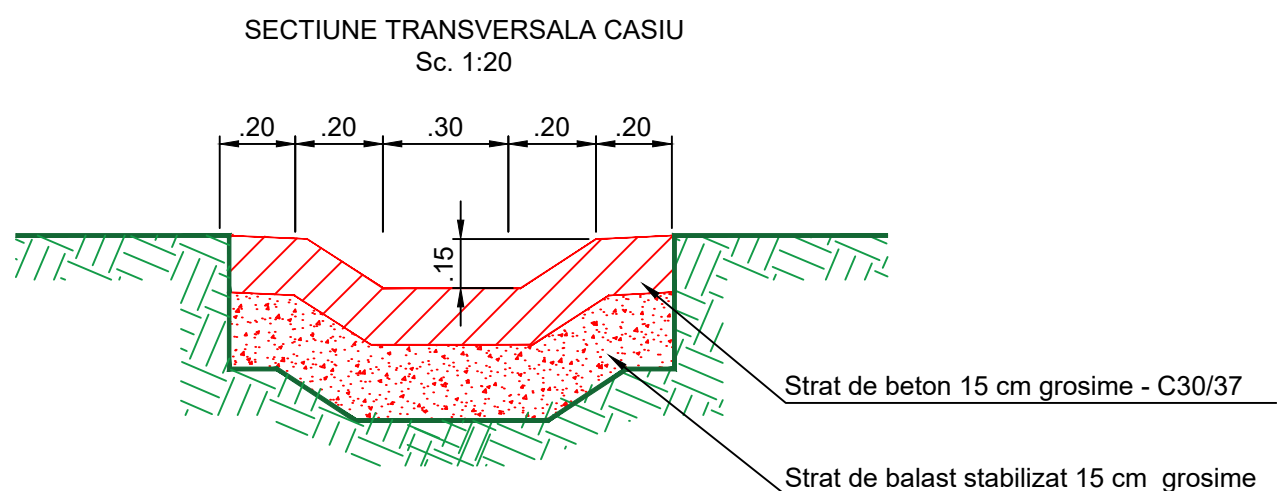 SECTIUNE TRANSVERSALA CASIU
Sc. 1:20
.20 .20 .30 .20 .20
.15
Strat de beton 15 cm grosime - C30/37
Strat de balast stabilizat 15 cm grosime